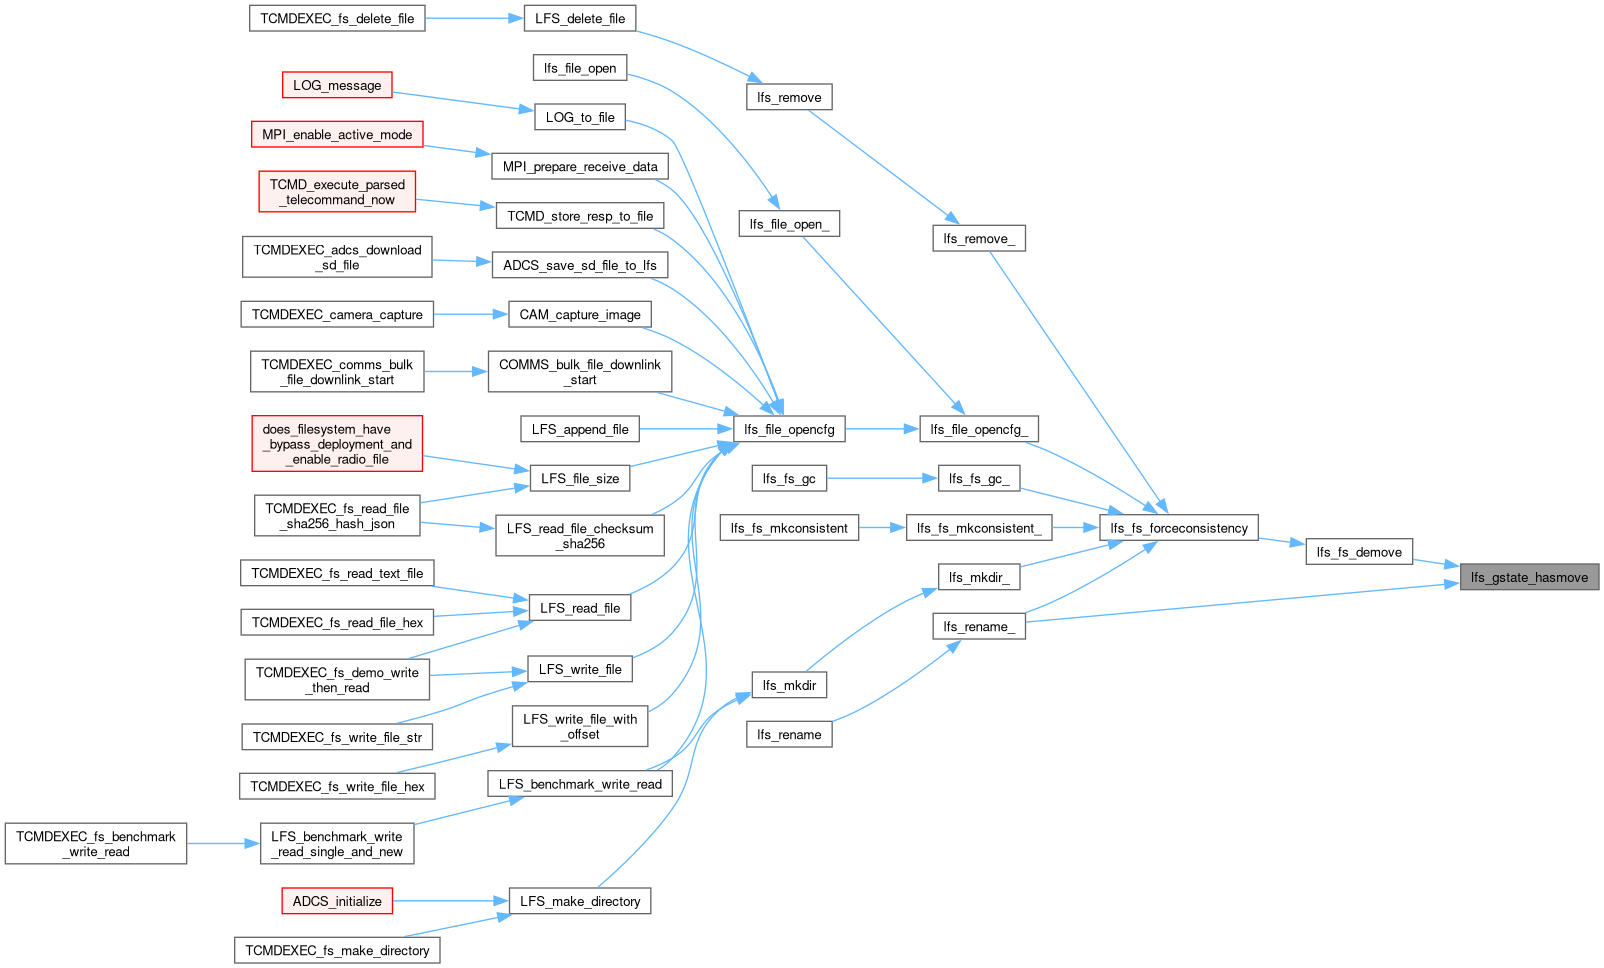 TCMDEXEC_fs_delete_file
LFS_delete_file
lfs_file_open
LOG_message
lfs_remove
LOG_to_file
MPI_enable_active_mode
MPI_prepare_receive_data
TCMD_execute_parsed
_telecommand_now
TCMD_store_resp_to_file
lfs_file_open_
lfs_remove_
TCMDEXEC_adcs_download
_sd_file
ADCS_save_sd_file_to_lfs
TCMDEXEC_camera_capture
CAM_capture_image
TCMDEXEC_comms_bulk
_file_downlink_start
COMMS_bulk_file_downlink
_start
does_filesystem_have
_bypass_deployment_and
_enable_radio_file
LFS_append_file
lfs_file_opencfg
lfs_file_opencfg_
LFS_file_size
lfs_fs_gc
lfs_fs_gc_
TCMDEXEC_fs_read_file
_sha256_hash_json
LFS_read_file_checksum
_sha256
lfs_fs_mkconsistent
lfs_fs_mkconsistent_
lfs_fs_forceconsistency
lfs_fs_demove
lfs_gstate_hasmove
TCMDEXEC_fs_read_text_file
lfs_mkdir_
LFS_read_file
TCMDEXEC_fs_read_file_hex
lfs_rename_
TCMDEXEC_fs_demo_write
_then_read
LFS_write_file
lfs_mkdir
TCMDEXEC_fs_write_file_str
LFS_write_file_with
_offset
lfs_rename
TCMDEXEC_fs_write_file_hex
LFS_benchmark_write_read
TCMDEXEC_fs_benchmark
_write_read
LFS_benchmark_write
_read_single_and_new
ADCS_initialize
LFS_make_directory
TCMDEXEC_fs_make_directory